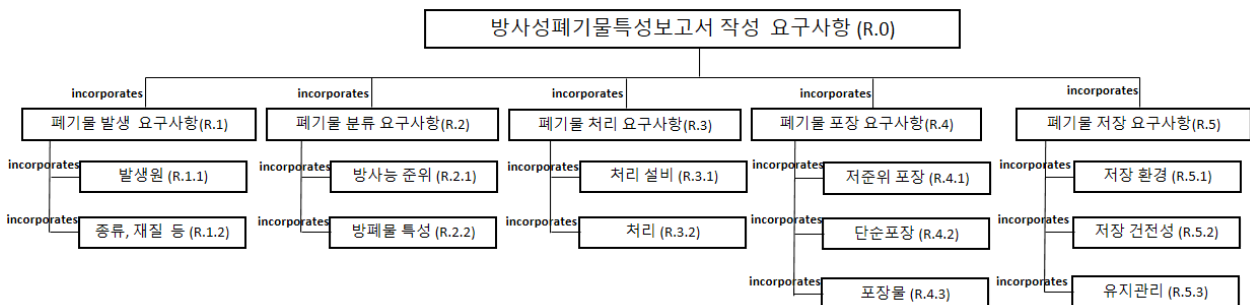 방사성폐기물특성보고서 작성 요구사항 (R.0)
incorporates incorporates incorporates incorporates incorporates
폐기물 발생 요구사항(R.1) 폐기물 분류 요구사항(R.2) 폐기물 처리 요구사항(R.3) 폐기물 포장 요구사항(R.4) 폐기물 저장 요구사항(R.5)
incorporates incorporates incorporates incorporates incorporates
발생원 (R.1.1) 방사능 준위 (R.2.1) 처리 설비 (R.3.1) 저준위 포장 (R.4.1) 저장 환경 (R.5.1)
incorporates incorporates incorporates incorporates incorporates
종류, 재질 등 (R.1.2) 방폐물 특성 (R.2.2) 처리 (R.3.2) 단순포장 (R.4.2) 저장 건전성 (R.5.2)
incorporates incorporates
포장물 (R.4.3) 유지관리 (R.5.3)